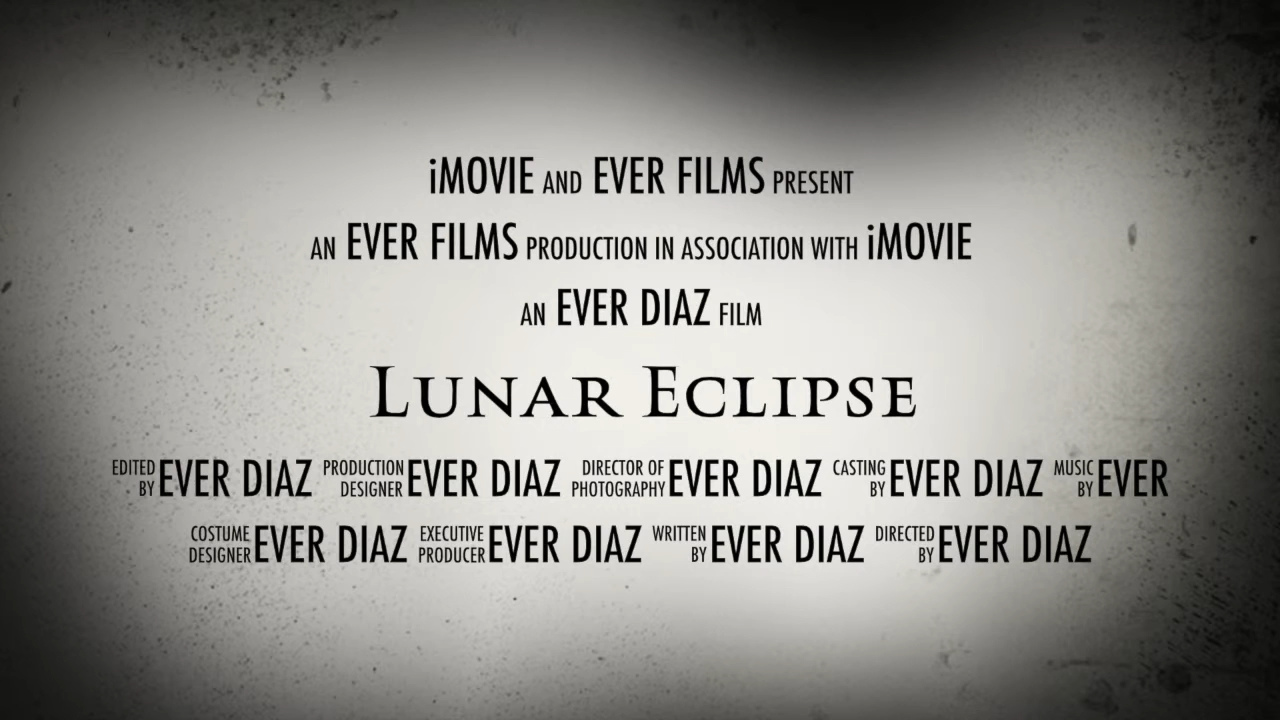 iMOVIE AND EVER FILMS PRESENT
AN EVER FILMS PRODUCTION IN ASSOCIATION WITH iMOVIE
AN EVER DIAZ FILM
LUNAR ECLIPSE
EDITED BY EVER DIAZ PRODUCTION DESIGNER EVER DIAZ DIRECTOR OF PHOTOGRAPHY EVER DIAZ CASTING BY EVER DIAZ MUSIC BY EVER
COSTUME DESIGNER EVER DIAZ EXECUTIVE PRODUCER EVER DIAZ WRITTEN BY EVER DIAZ DIRECTED BY EVER DIAZ